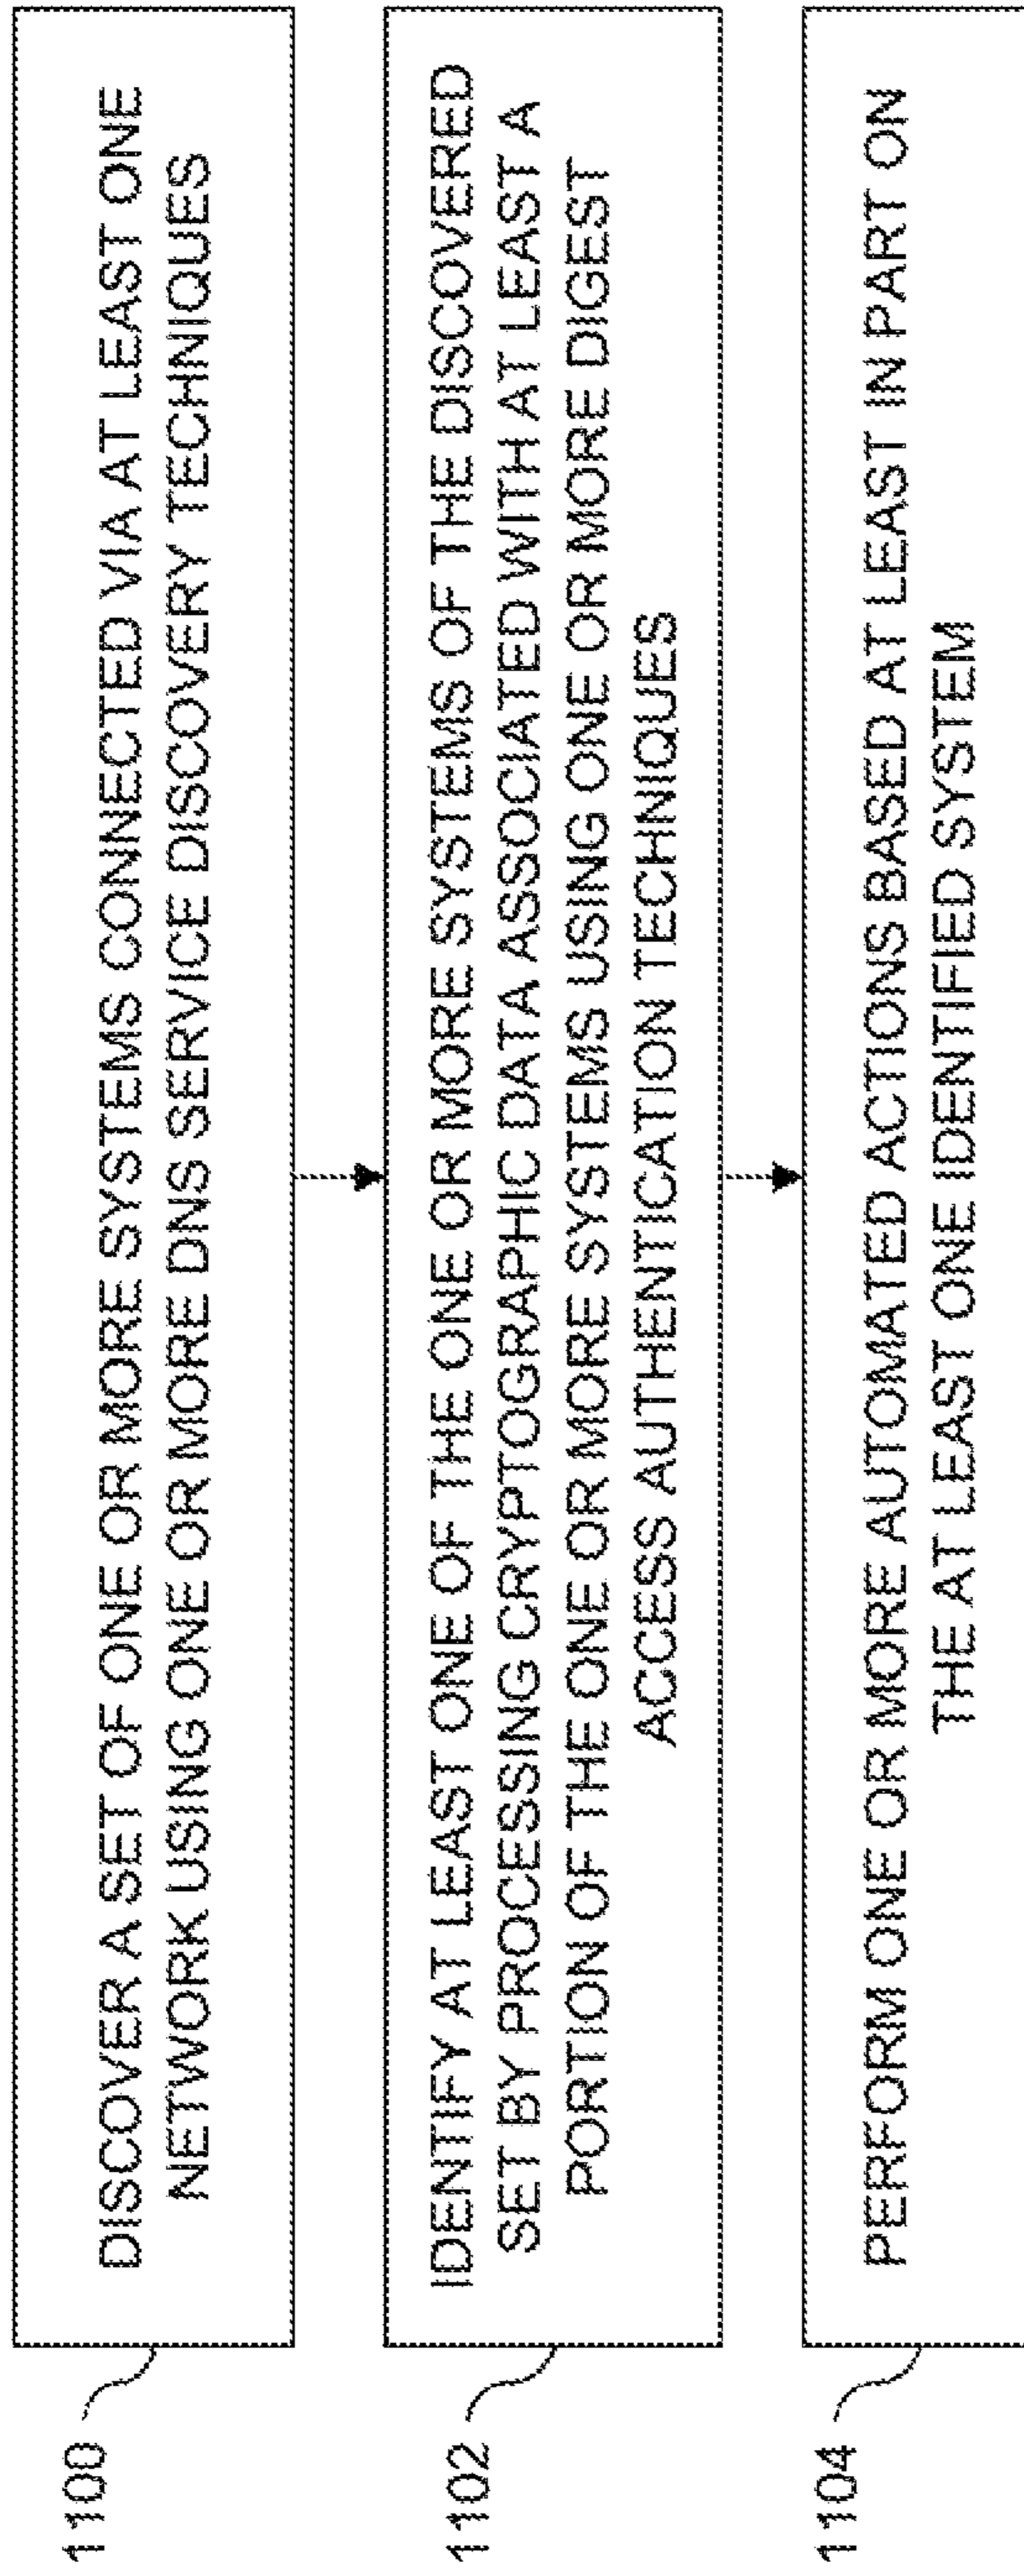 DISCOVER A SET OF ONE OR MORE SYSTEMS CONNECTED VIA AT LEAST ONE
NETWORK USING ONE OR MORE DNS SERVICE DISCOVERY TECHNIQUES
1100
IDENTIFY AT LEAST ONE OF THE ONE OR MORE SYSTEMS OF THE DISCOVERED
SET BY PROCESSING CRYPTOGRAPHIC DATA ASSOCIATED WITH AT LEAST A
PORTION OF THE ONE OR MORE SYSTEMS USING ONE OR MORE DIGEST
ACCESS AUTHENTICATION TECHNIQUES
1102
PERFORM ONE OR MORE AUTOMATED ACTIONS BASED AT LEAST IN PART ON
THE AT LEAST ONE IDENTIFIED SYSTEM
1104